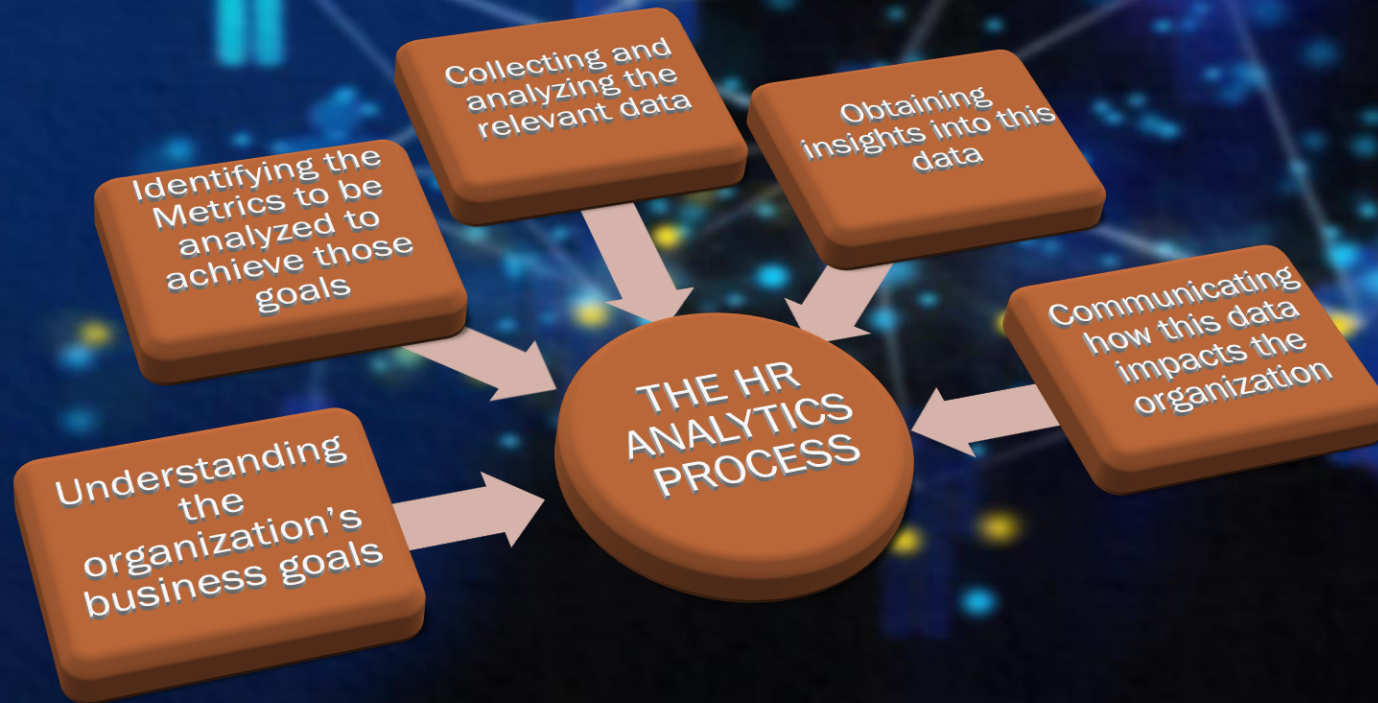 Understanding
the
organization's
business goals
Identifying the
Metrics to be
analyzed to
achieve those
goals
Collecting and
analyzing the
relevant data
Obtaining
insights into this
data
Communicating
how this data
impacts the
organization
THE HR
ANALYTICS
PROCESS